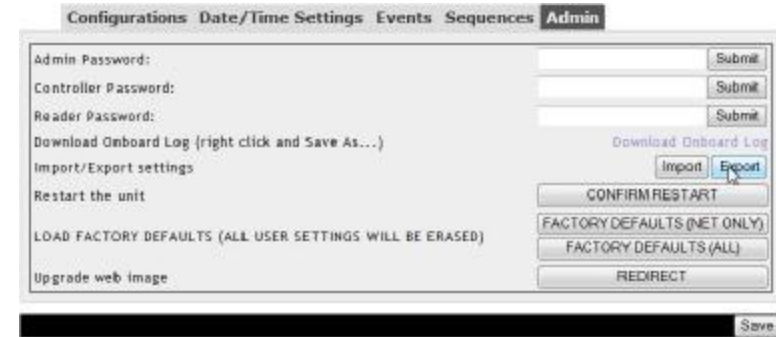 Configurations Date/Time Settings Events Sequences Admin
Admin Password: Submit
Controller Password: Submit
Reader Password: Submit
Download Onboard Log (right click and Save As...) Download Onboard Log
Import/Export settings Import Export
Restart the unit CONFIRM RESTART
FACTORY DEFAULTS (NET ONLY)
LOAD FACTORY DEFAULTS (ALL USER SETTINGS WILL BE ERASED)
FACTORY DEFAULTS (ALL)
Upgrade web image REDIRECT
Save